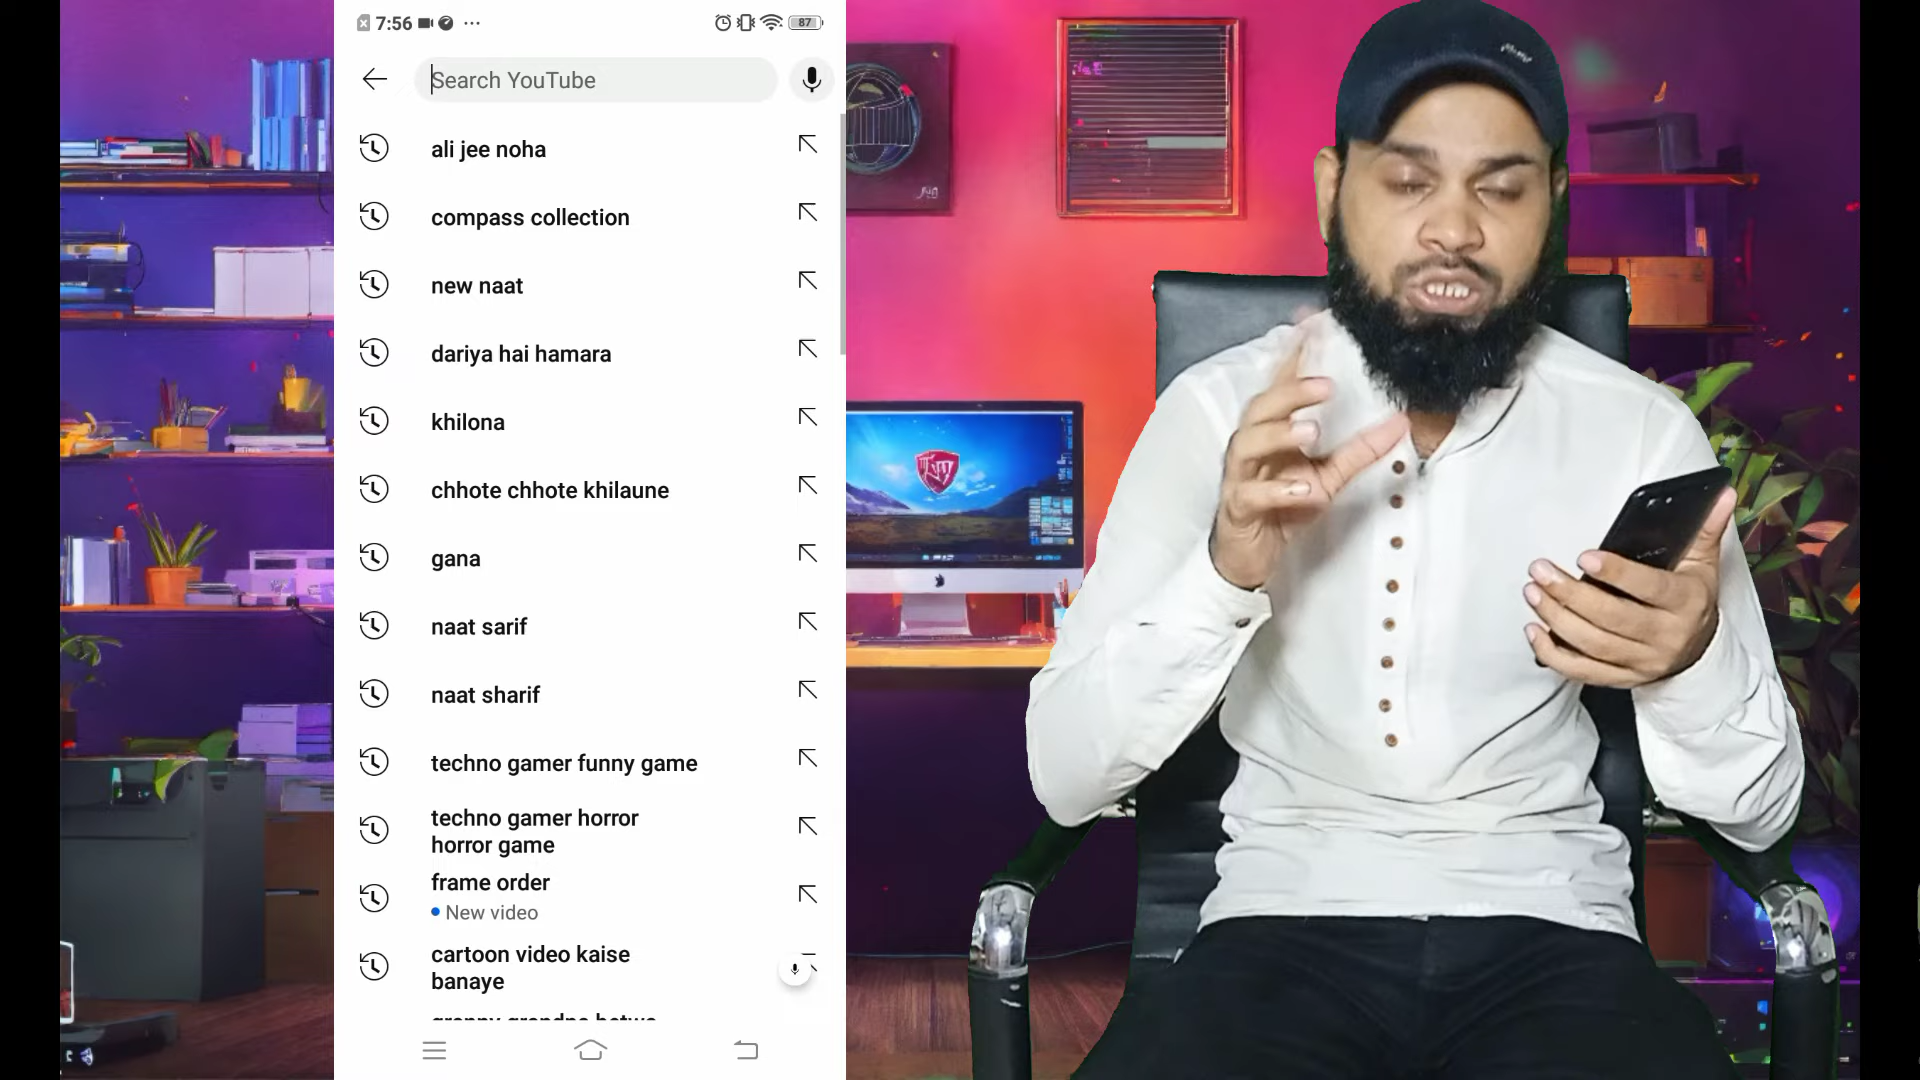 7:56
87
Search YouTube
ali jee noha
compass collection
new naat
dariya hai hamara
khilona
chhote chhote khilaune
gana
naat sarif
naat sharif
techno gamer funny game
techno gamer horror
horror game
frame order
New video
cartoon video kaise
banaye